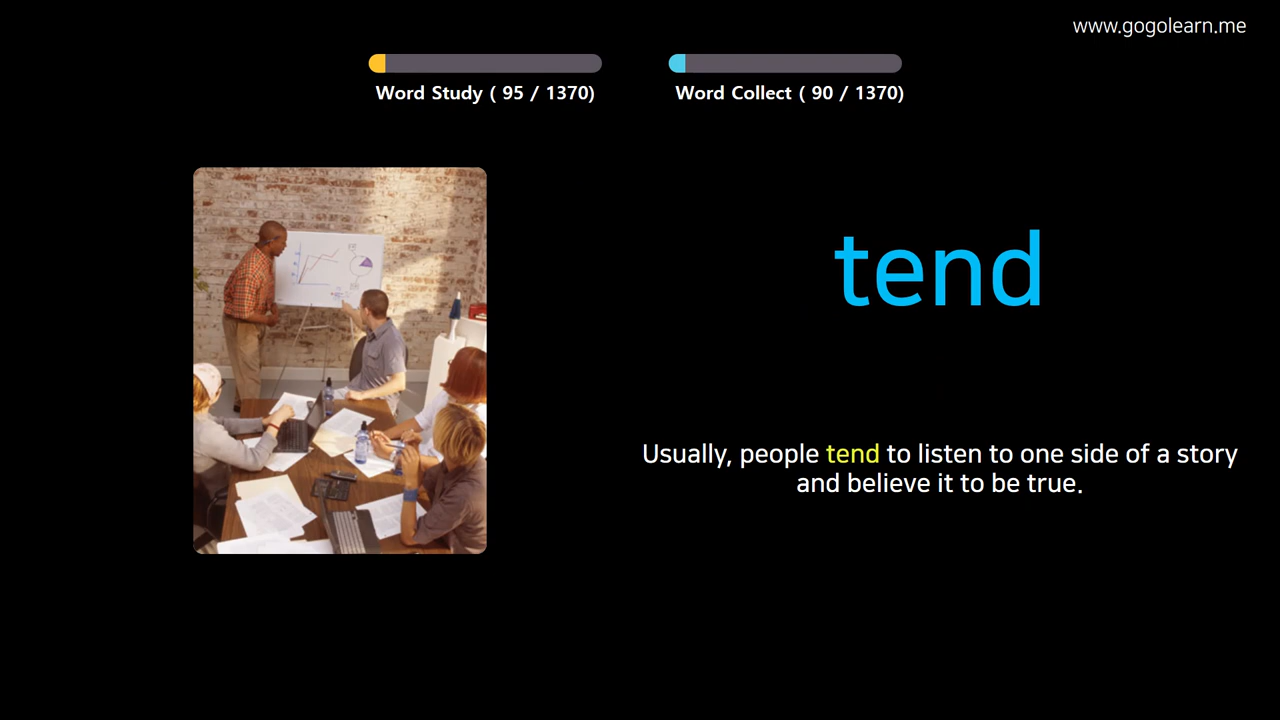 www.gogolearn.me
Word Study ( 95 / 1370)
Word Collect ( 90 / 1370)
tend
Usually, people tend to listen to one side of a story
and believe it to be true.